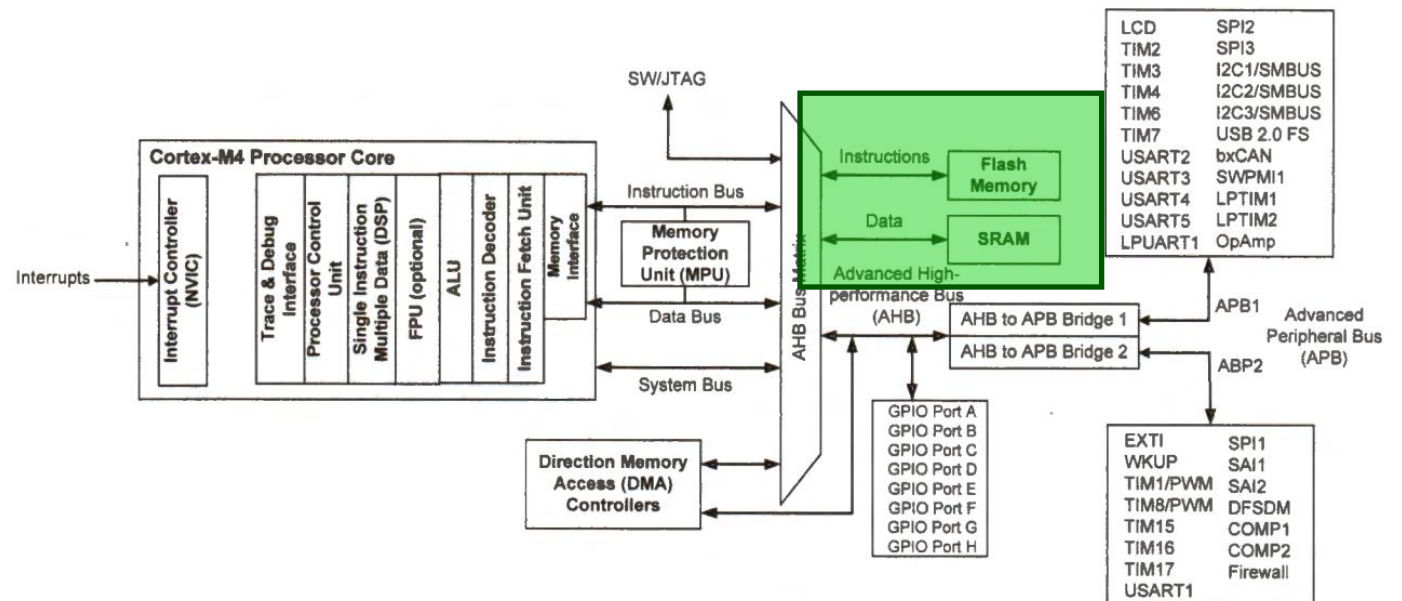 LCD
TIM2
TIM3
TIM4
TIM6
TIM7
USART2
USART3
USART4
USART5
LPUART1
SPI2
SPI3
I2C1/SMBUS
I2C2/SMBUS
I2C3/SMBUS
USB 2.0 FS
bxCAN
SWPMI1
LPTIM1
LPTIM2
OpAmp
SW/JTAG
Cortex-M4 Processor Core
Interrupts
Interrupt Controller
(NVIC)
Trace & Debug
Interface
Processor Control
Unit
Single Instruction
Multiple Data (DSP)
FPU (optional)
ALU
Instruction Decoder
Instruction Fetch Unit
Memory
Interface
Instruction Bus
Memory
Protection
Unit (MPU)
Data Bus
System Bus
AHB Bus Matrix
Instructions
Flash
Memory
Data
SRAM
Advanced High-
performance Bus
(AHB)
AHB to APB Bridge 1
AHB to APB Bridge 2
APB1
Advanced
Peripheral Bus
(APB)
ABP2
Direction Memory
Access (DMA)
Controllers
GPIO Port A
GPIO Port B
GPIO Port C
GPIO Port D
GPIO Port E
GPIO Port F
GPIO Port G
GPIO Port H
EXTI
WKUP
TIM1/PWM
TIM8/PWM
TIM15
TIM16
TIM17
USART1
SPI1
SAI1
SAI2
DFSDM
COMP1
COMP2
Firewall